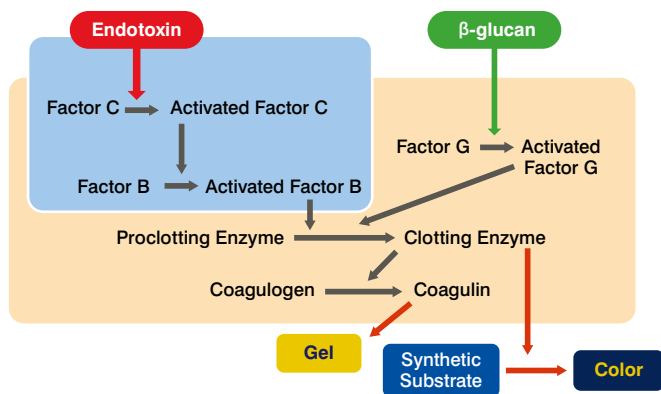 Endotoxin
β-glucan
Factor C
Activated Factor C
Factor G
Activated
Factor G
Factor B
Activated Factor B
Proclotting Enzyme
Clotting Enzyme
Coagulogen
Coagulin
Gel
Synthetic
Substrate
Color